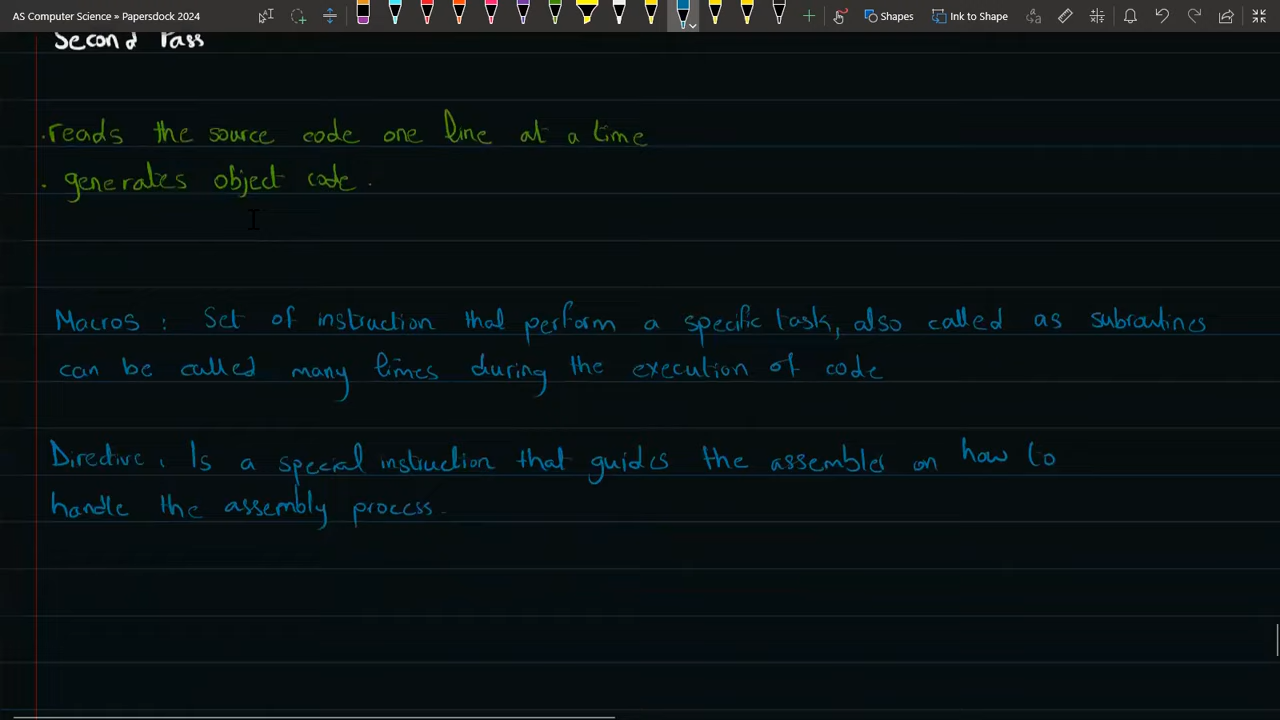 AS Computer Science » Papersdock 2024
Shapes
Ink to Shape
Second Pass
. reads the source code one line at a time
. generates object code.
Macros : Set of instruction that perform a specific task, also called as subroutines
can be called many times during the execution of code
Directive : Is a special instruction that guides the assembler on how to
handle the assembly process.